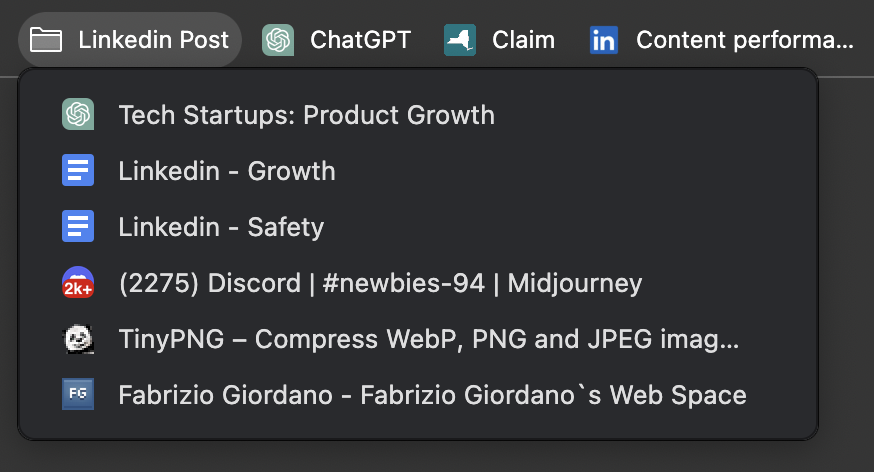 Linkedin Post
ChatGPT
Claim
in Content performa...
Tech Startups: Product Growth
Linkedin - Growth
Linkedin - Safety
2k+ (2275) Discord | #newbies-94 | Midjourney
TinyPNG – Compress WebP, PNG and JPEG imag...
FG Fabrizio Giordano - Fabrizio Giordano`s Web Space